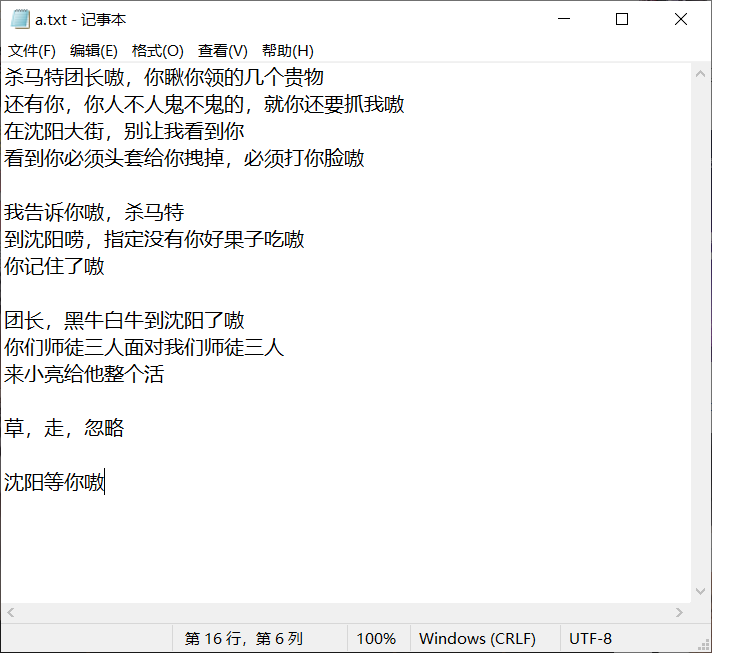 a.txt - 记事本
文件(F) 编辑(E) 格式(O) 查看(V) 帮助(H)
杀马特团长嗷，你瞅你领的几个贵物
还有你，你人不人鬼不鬼的，就你还要抓我嗷
在沈阳大街，别让我看到你
看到你必须头套给你拽掉，必须打你脸嗷
我告诉你嗷，杀马特
到沈阳唠，指定没有你好果子吃嗷
你记住了嗷
团长，黑牛白牛到沈阳了嗷
你们师徒三人面对我们师徒三人
来小亮给他整个活
草，走，忽略
沈阳等你嗷
第 16 行，第 6 列 100% Windows (CRLF) UTF-8